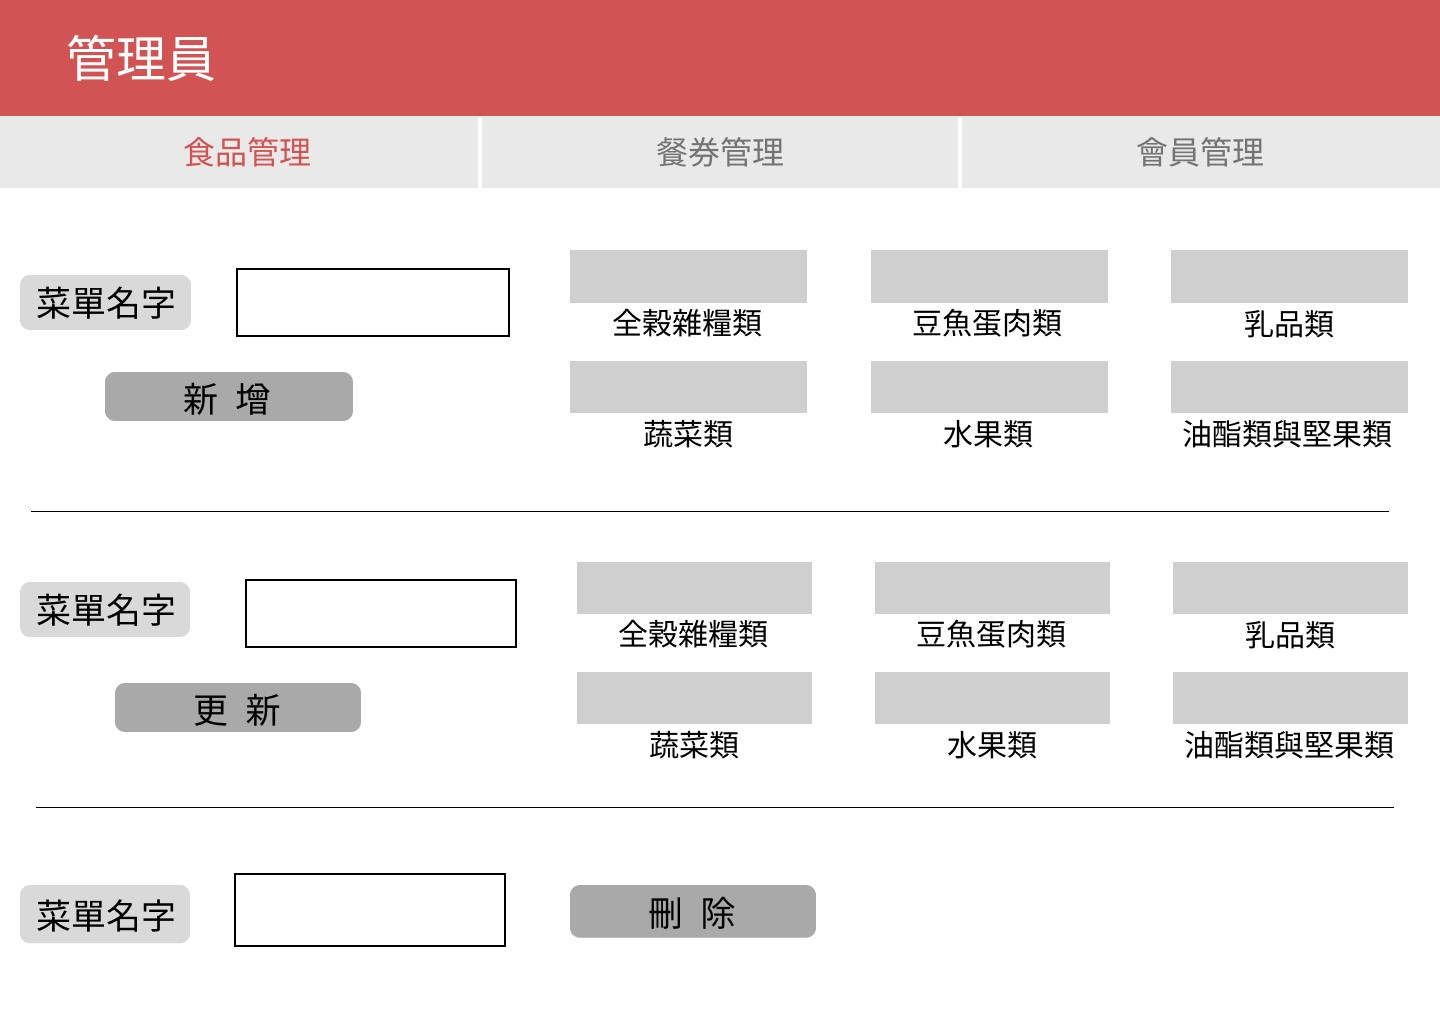 管理員
食品管理
餐券管理
會員管理
菜單名字
全穀雜糧類
豆魚蛋肉類
乳品類
新 增
蔬菜類
水果類
油酯類與堅果類
菜單名字
全穀雜糧類
豆魚蛋肉類
乳品類
更 新
蔬菜類
水果類
油酯類與堅果類
菜單名字
刪 除